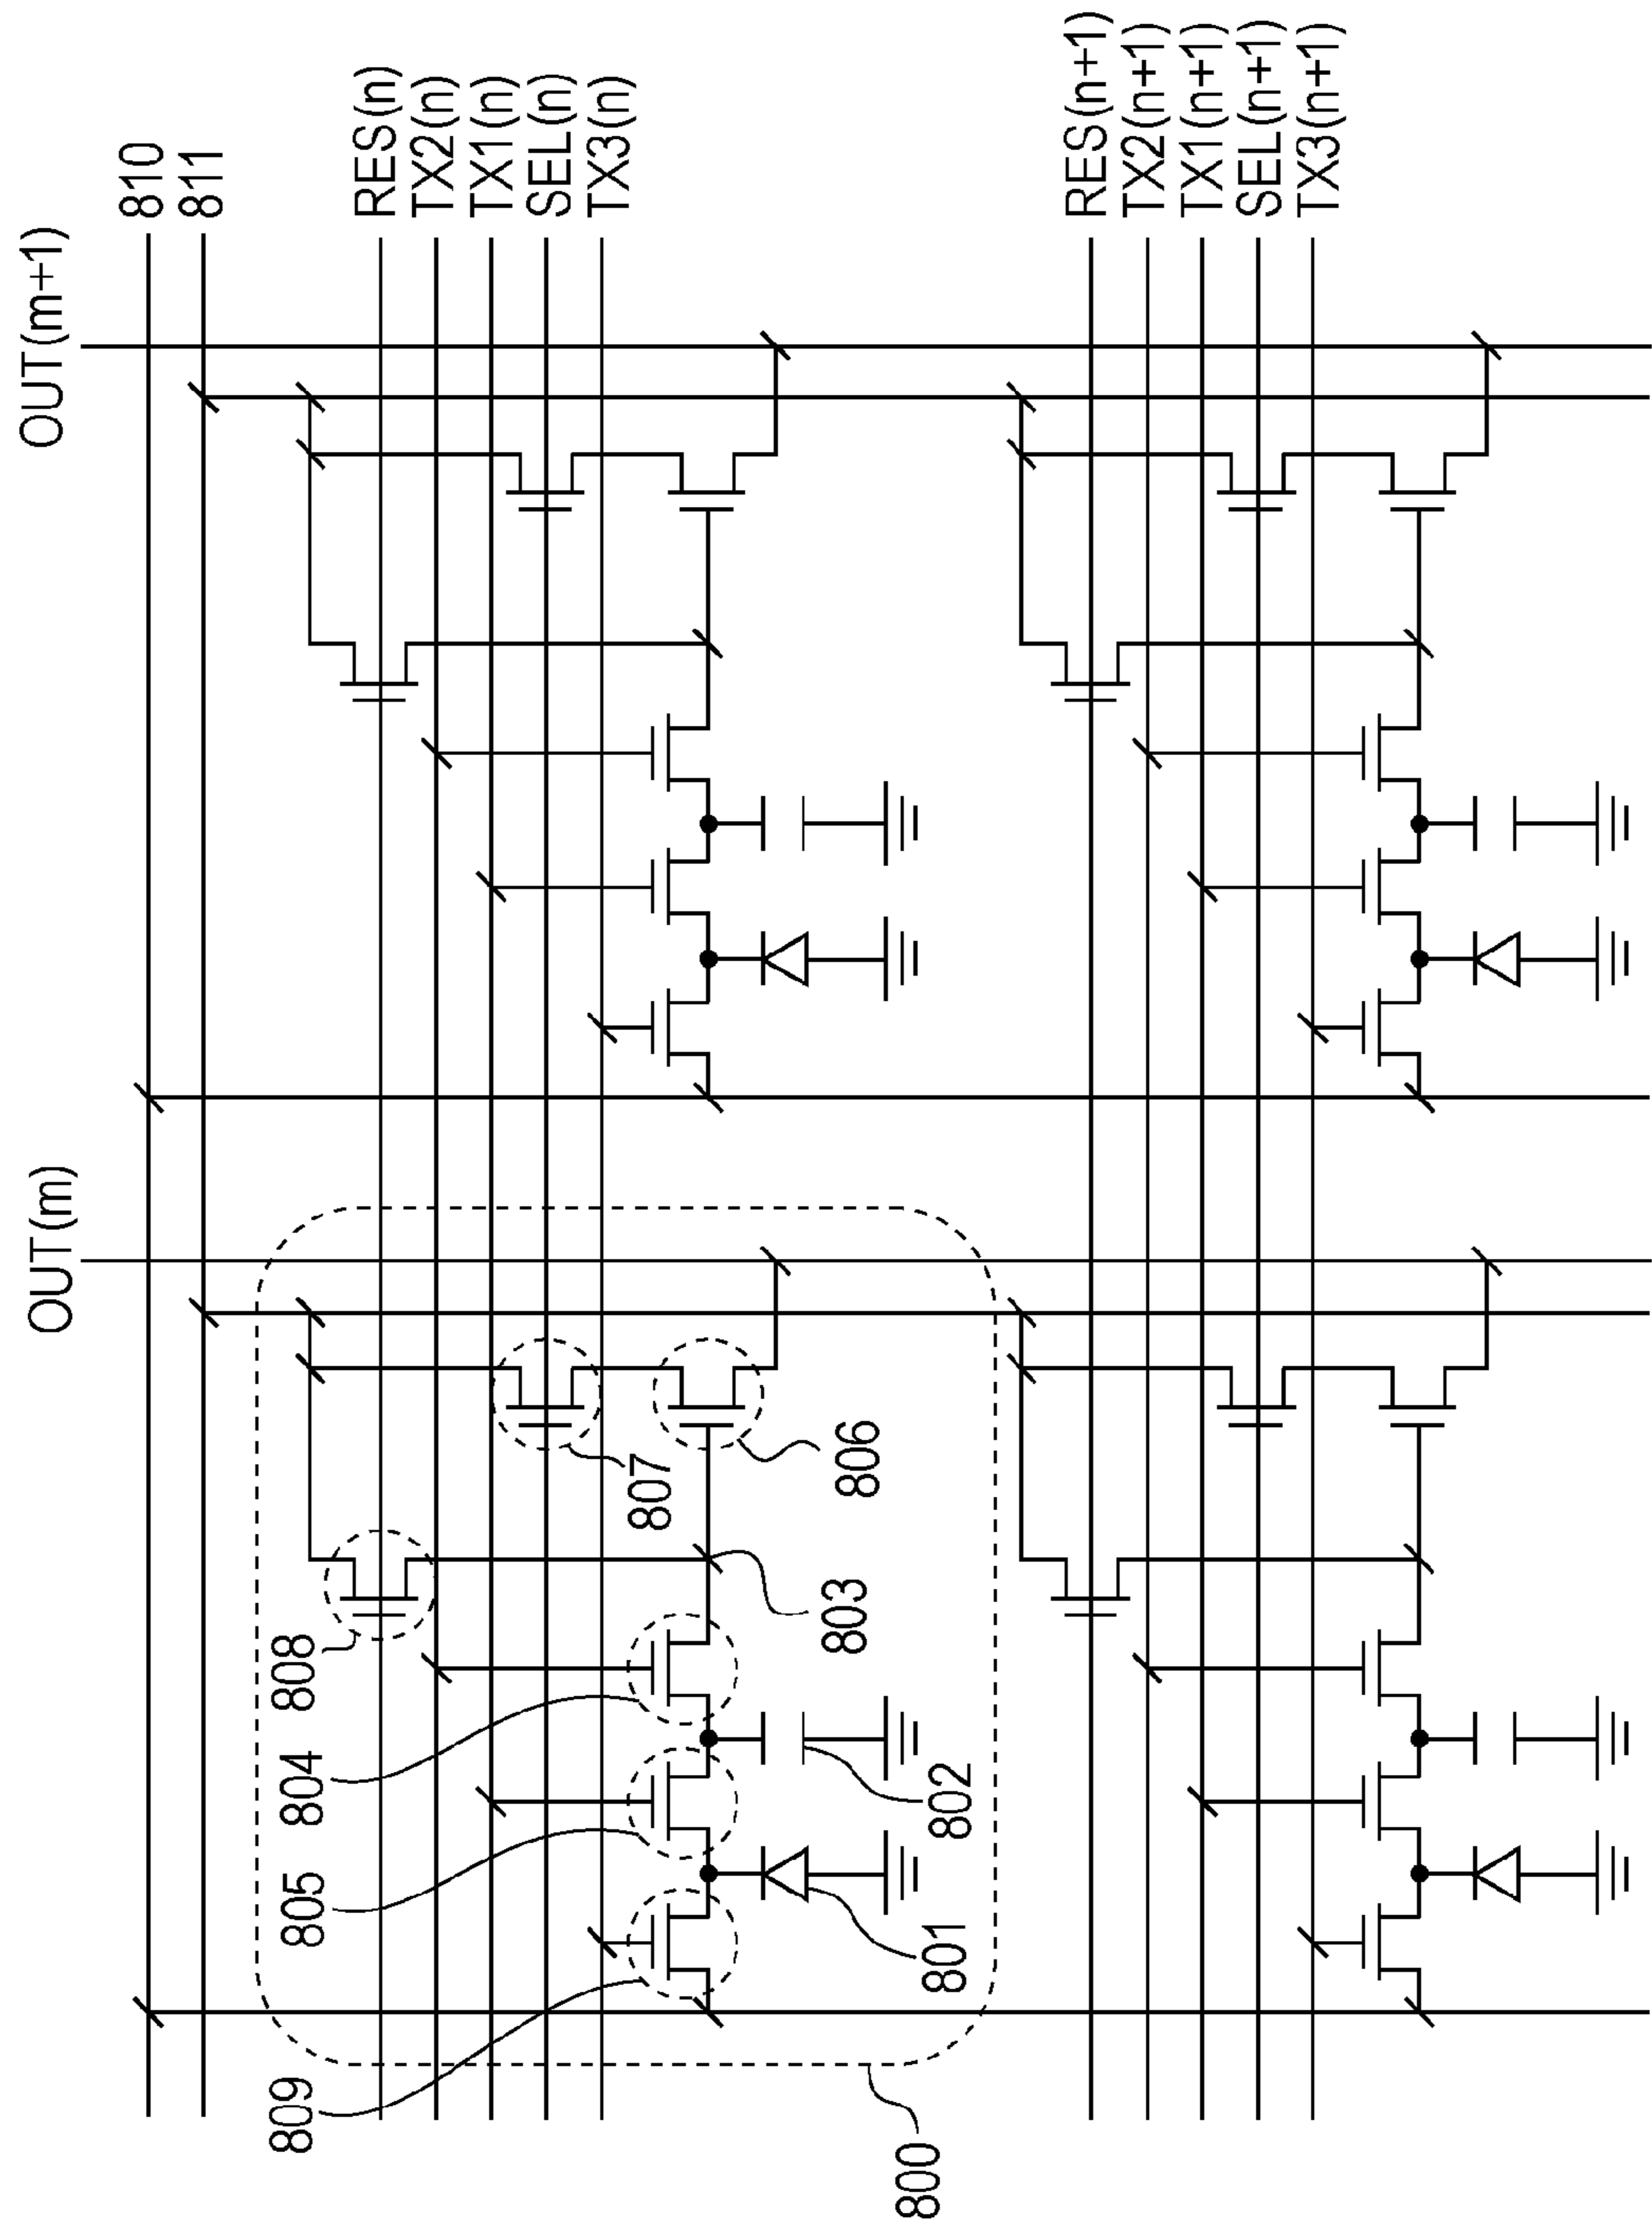 OUT(m)
OUT(m+1)
810
811
RES(n)
TX2(n)
TX1(n)
SEL(n)
TX3(n)
RES(n+1)
TX2(n+1)
TX1(n+1)
SEL(n+1)
TX3(n+1)
809
805
804
808
807
806
803
802
801
800